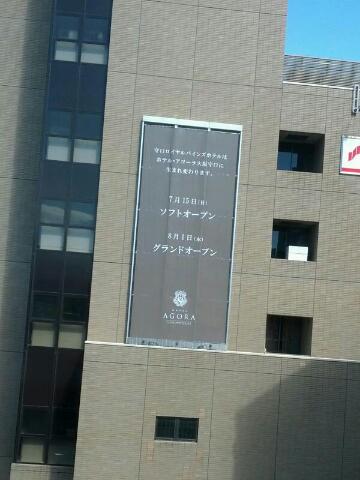 守口ロイヤルパインズホテルは
ホテル・アゴーラ大阪守口に
生まれ変わります。
7月15日(日)
ソフトオープン
8月1日(水)
グランドオープン
HOTEL
AGORA